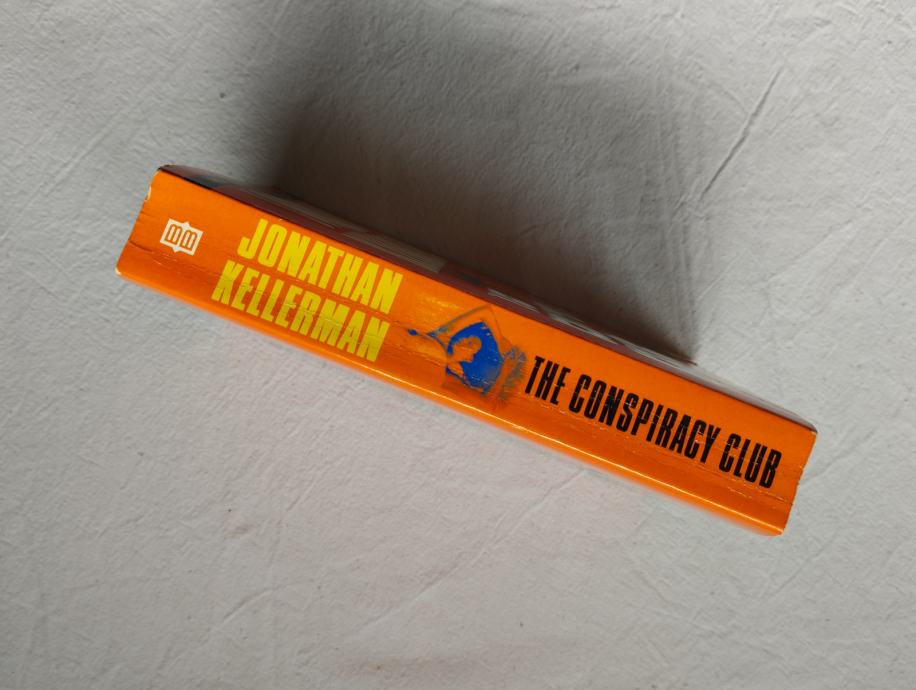 JONATHAN
KELLERMAN
THE CONSPIRACY CLUB